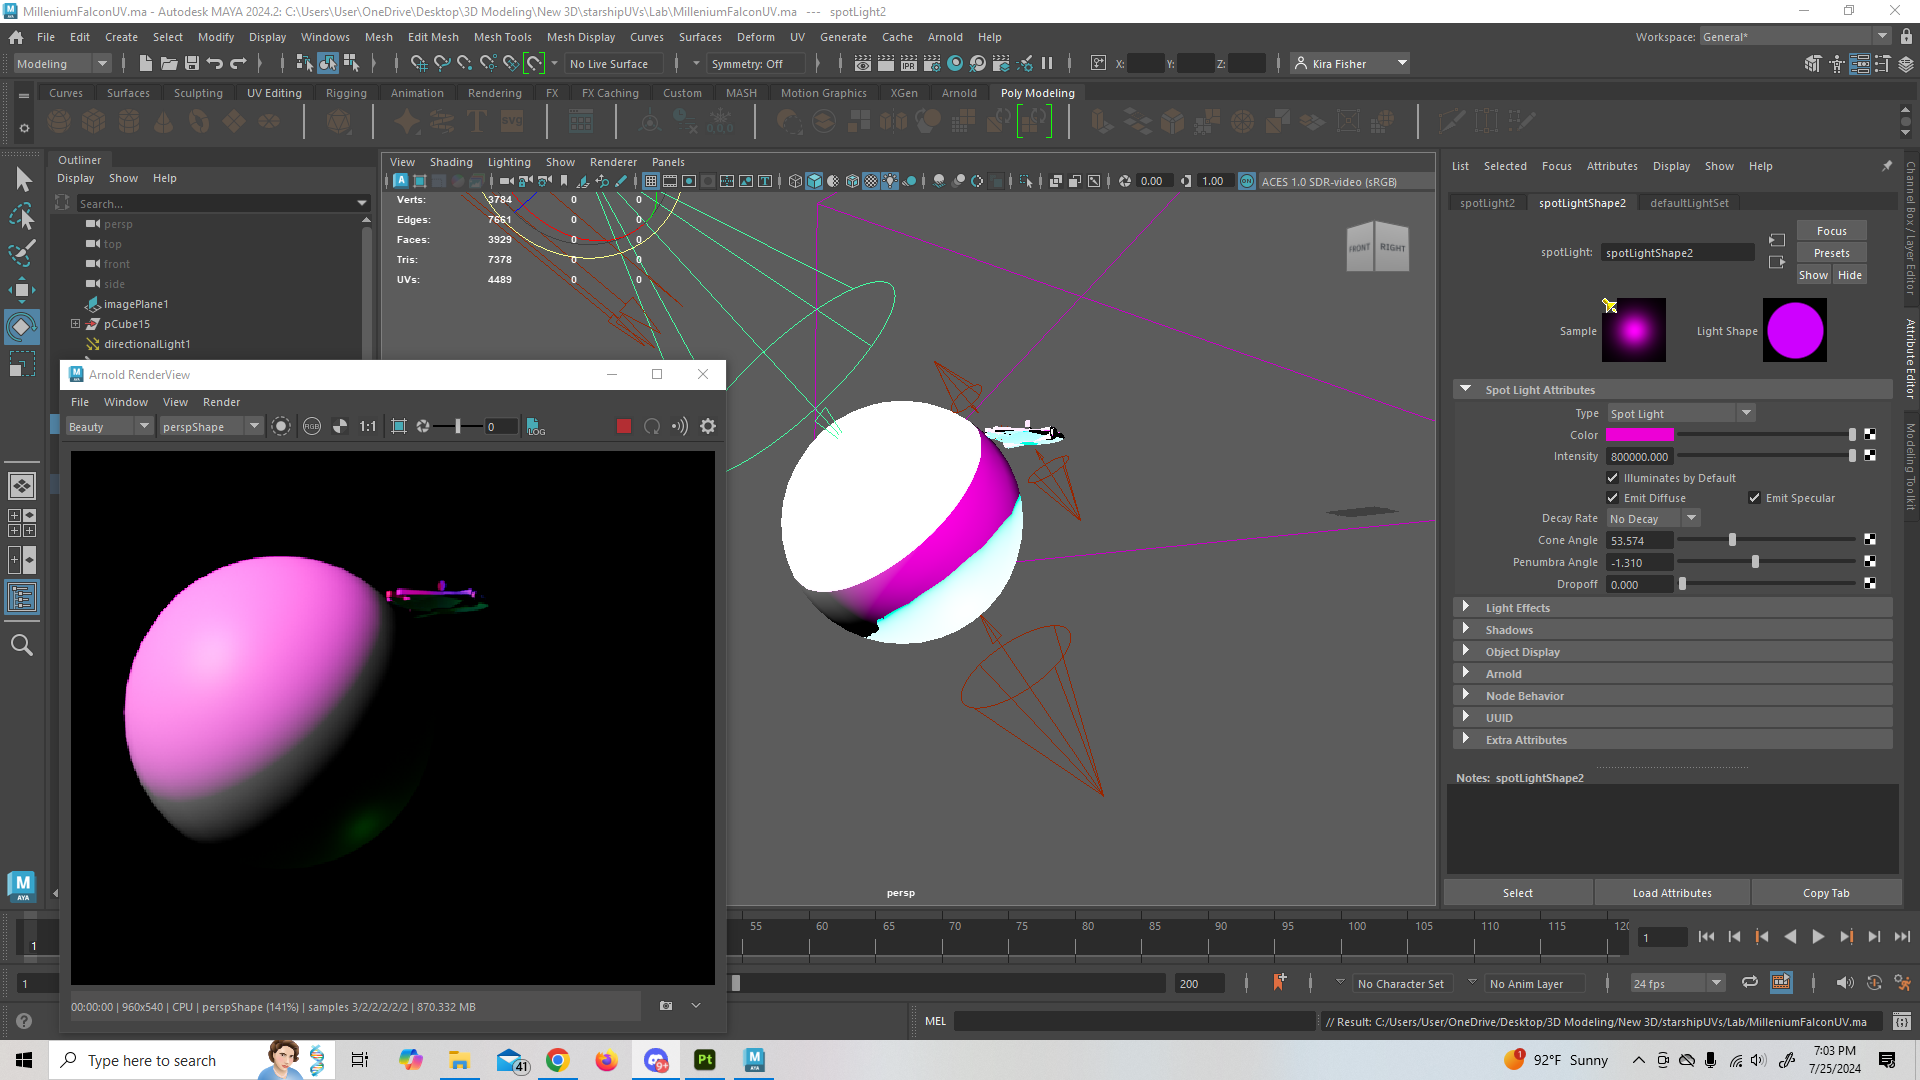 MilleniumFalconUV.ma - Autodesk MAYA 2024.2: C:\Users\User\OneDrive\Desktop\3D Modeling\New 3D\starshipUVs\Lab\MilleniumFalconUV.ma --- spotLight2
File Edit Create Select Modify Display Windows Mesh Edit Mesh Mesh Tools Mesh Display Curves Surfaces Deform UV Generate Cache Arnold Help
Workspace: General*
Modeling No Live Surface Symmetry: Off X: Y: Z: Kira Fisher
Curves Surfaces Sculpting UV Editing Rigging Animation Rendering FX FX Caching Custom MASH Motion Graphics XGen Arnold Poly Modeling
Outliner
Display Show Help
Search...
persp
top
front
side
imagePlane1
pCube15
directionalLight1
View Shading Lighting Show Renderer Panels
0.00 1.00 ACES 1.0 SDR-video (sRGB)
Verts: 3784 0 0
Edges: 7661 0 0
Faces: 3929 0 0
Tris: 7378 0 0
UVs: 4489 0 0
FRONT RIGHT
persp
Arnold RenderView
File Window View Render
Beauty perspShape RGB 1:1 0 LOG
00:00:00 | 960x540 | CPU | perspShape (141%) | samples 3/2/2/2/2/2 | 870.332 MB
List Selected Focus Attributes Display Show Help
spotLight2 spotLightShape2 defaultLightSet
Focus
spotLight: spotLightShape2
Presets
Show Hide
Sample Light Shape
Spot Light Attributes
Type Spot Light
Color
Intensity 800000.000
Illuminates by Default
Emit Diffuse Emit Specular
Decay Rate No Decay
Cone Angle 53.574
Penumbra Angle -1.310
Dropoff 0.000
Light Effects
Shadows
Object Display
Arnold
Node Behavior
UUID
Extra Attributes
Notes: spotLightShape2
Select Load Attributes Copy Tab
Channel Box / Layer Editor
Attribute Editor
Modeling Toolkit
1 55 60 65 70 75 80 85 90 95 100 105 110 115 120 1
1 200 No Character Set No Anim Layer 24 fps
MEL // Result: C:/Users/User/OneDrive/Desktop/3D Modeling/New 3D/starshipUVs/Lab/MilleniumFalconUV.ma
Type here to search 41 9+ Pt M 1 92°F Sunny 7:03 PM
7/25/2024